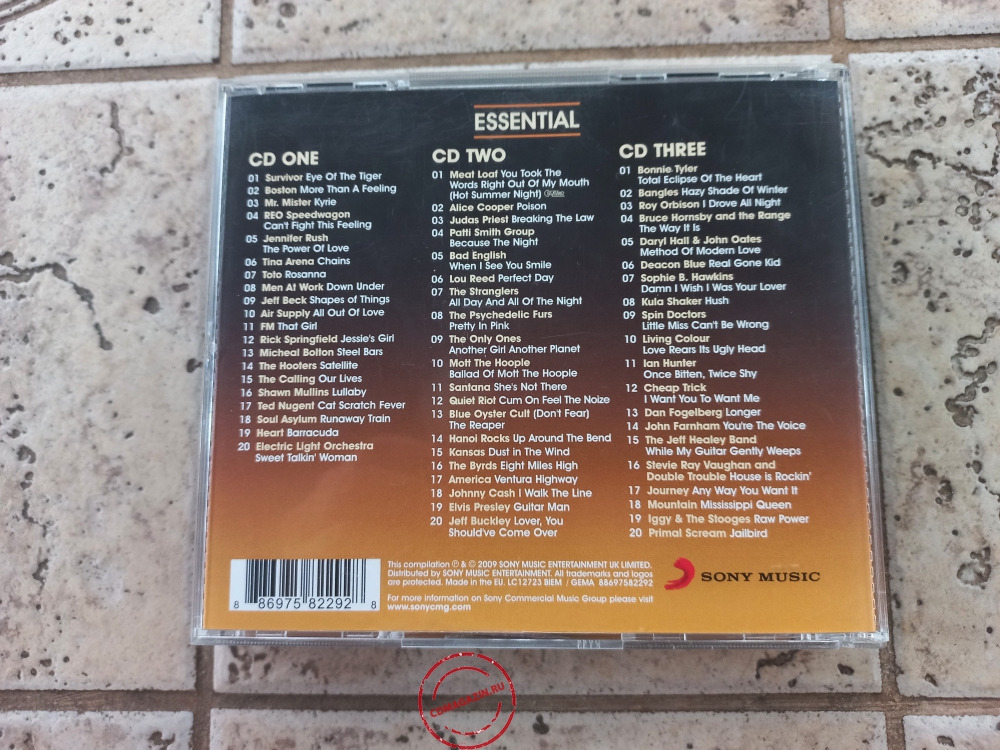 ESSENTIAL
CD ONE
01 Survivor Eye Of The Tiger
02 Boston More Than A Feeling
03 Mr. Mister Kyrie
04 REO Speedwagon
Can't Fight This Feeling
05 Jennifer Rush
The Power Of Love
06 Tina Arena Chains
07 Toto Rosanna
08 Men At Work Down Under
09 Jeff Beck Shapes of Things
10 Air Supply All Out Of Love
11 FM That Girl
12 Rick Springfield Jessie's Girl
13 Micheal Bolton Steel Bars
14 The Hooters Satellite
15 The Calling Our Lives
16 Shawn Mullins Lullaby
17 Ted Nugent Cat Scratch Fever
18 Soul Asylum Runaway Train
19 Heart Barracuda
20 Electric Light Orchestra
Sweet Talkin' Woman
CD TWO
01 Meat Loaf You Took The
Words Right Out Of My Mouth
(Hot Summer Night)
02 Alice Cooper Poison
03 Judas Priest Breaking The Law
04 Patti Smith Group
Because The Night
05 Bad English
When I See You Smile
06 Lou Reed Perfect Day
07 The Stranglers
All Day And All Of The Night
08 The Psychedelic Furs
Pretty In Pink
09 The Only Ones
Another Girl Another Planet
10 Mott The Hoople
Ballad Of Mott The Hoople
11 Santana She's Not There
12 Quiet Riot Cum On Feel The Noize
13 Blue Oyster Cult (Don't Fear)
The Reaper
14 Hanoi Rocks Up Around The Bend
15 Kansas Dust in The Wind
16 The Byrds Eight Miles High
17 America Ventura Highway
18 Johnny Cash I Walk The Line
19 Elvis Presley Guitar Man
20 Jeff Buckley Lover, You
Should've Come Over
CD THREE
01 Bonnie Tyler
Total Eclipse Of The Heart
02 Bangles Hazy Shade Of Winter
03 Roy Orbison I Drove All Night
04 Bruce Hornsby and the Range
The Way It Is
05 Daryl Hall & John Oates
Method Of Modern Love
06 Deacon Blue Real Gone Kid
07 Sophie B. Hawkins
Damn I Wish I Was Your Lover
08 Kula Shaker Hush
09 Spin Doctors
Little Miss Can't Be Wrong
10 Living Colour
Love Rears Its Ugly Head
11 Ian Hunter
Once Bitten, Twice Shy
12 Cheap Trick
I Want You To Want Me
13 Dan Fogelberg Longer
14 John Farnham You're The Voice
15 The Jeff Healey Band
While My Guitar Gently Weeps
16 Stevie Ray Vaughan and
Double Trouble House is Rockin'
17 Journey Any Way You Want It
18 Mountain Mississippi Queen
19 Iggy & The Stooges Raw Power
20 Primal Scream Jailbird
8 86975 82292 8
This compilation ℗ & © 2009 SONY MUSIC ENTERTAINMENT UK LIMITED.
Distributed by SONY MUSIC ENTERTAINMENT. All trademarks and logos
are protected. Made in the EU. LC12723 BIEM / GEMA 88697582292
For more information on Sony Commercial Music Group please visit
www.sonycmg.com
SONY MUSIC